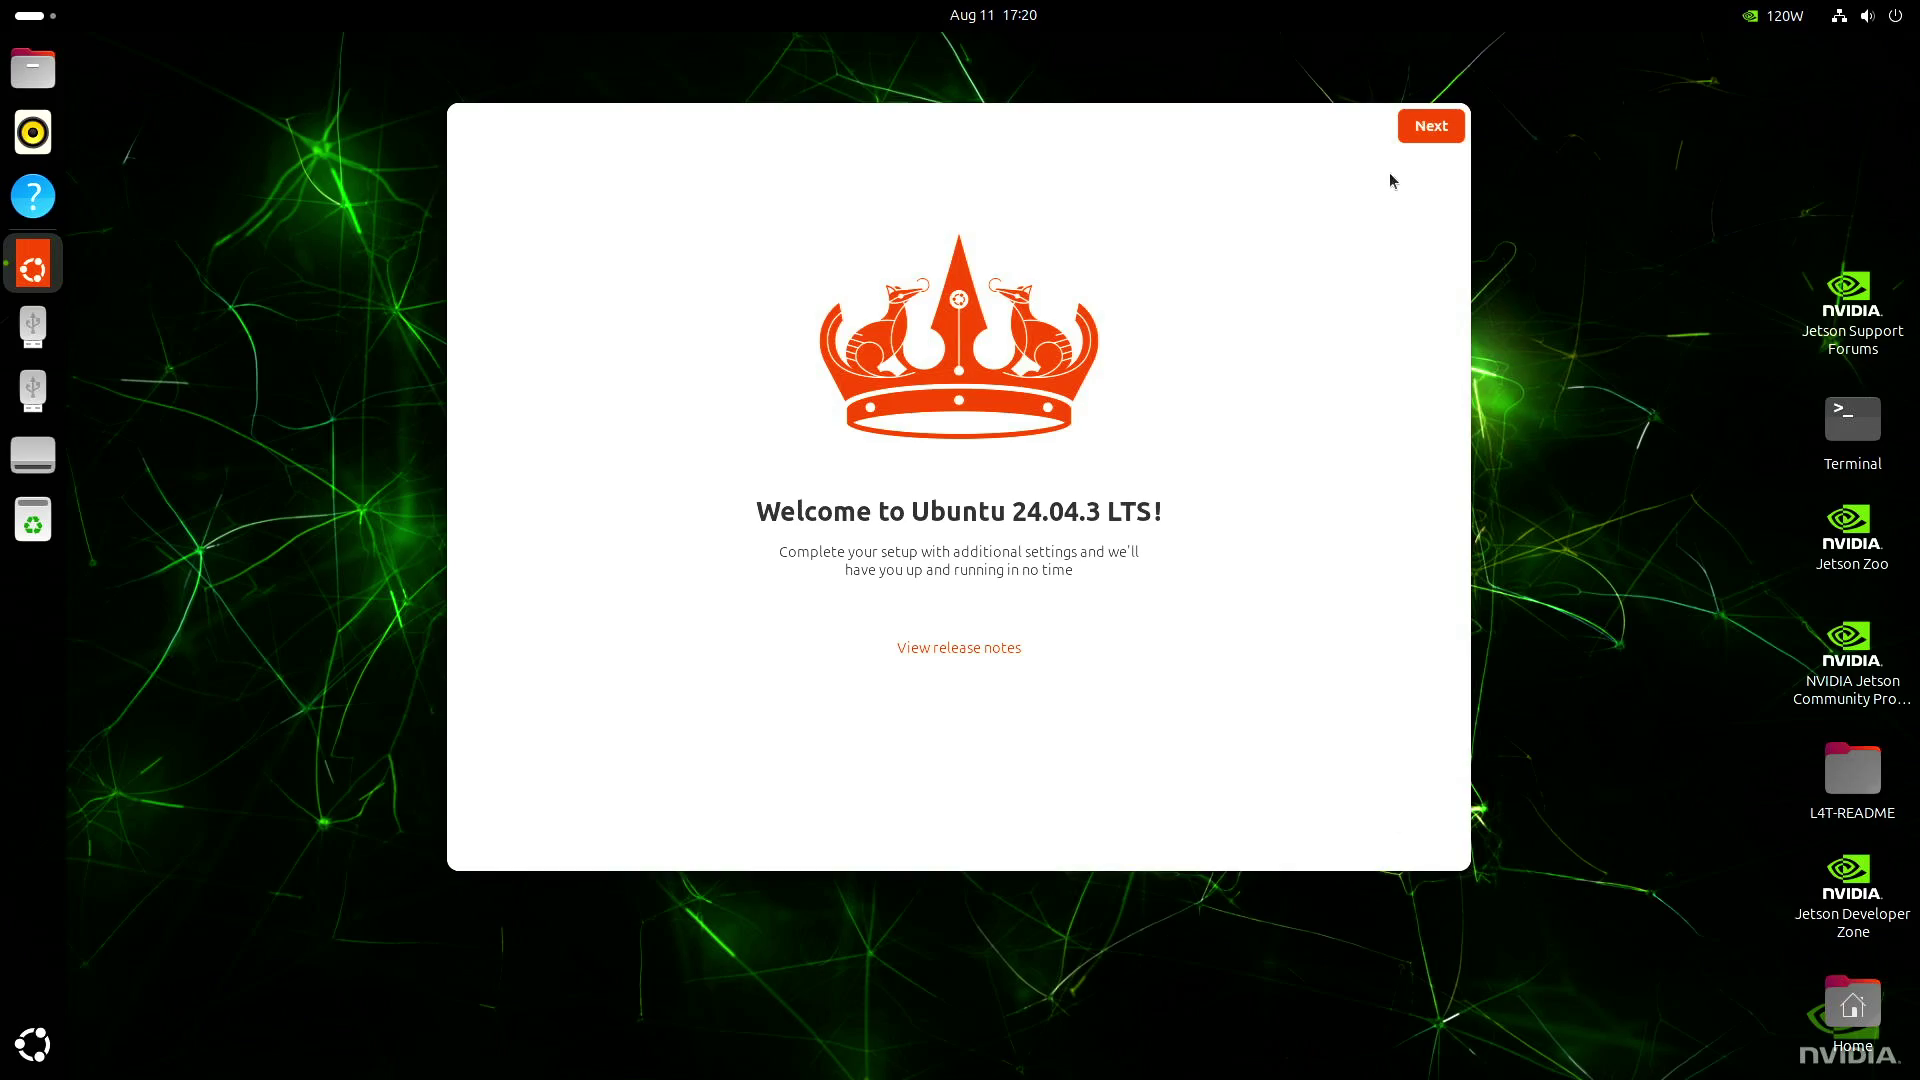 Aug 11 17:20
120W
Next
Welcome to Ubuntu 24.04.3 LTS!
Complete your setup with additional settings and we'll
have you up and running in no time
View release notes
NVIDIA.
Jetson Support
Forums
>_
Terminal
NVIDIA.
Jetson Zoo
NVIDIA.
NVIDIA Jetson
Community Pro...
L4T-README
NVIDIA.
Jetson Developer
Zone
Home
NVIDIA.